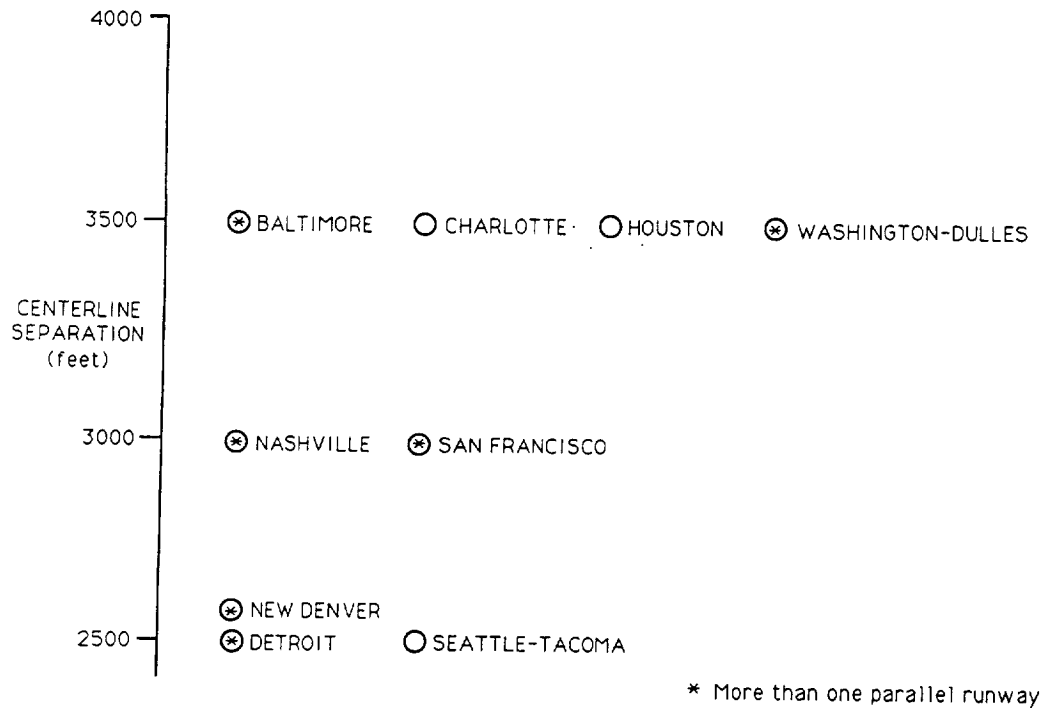 4000
3500
BALTIMORE
CHARLOTTE
HOUSTON
* WASHINGTON-DULLES
CENTERLINE
SEPARATION
(feet)
3000
* NASHVILLE
* SAN FRANCISCO
* NEW DENVER
2500
* DETROIT
SEATTLE-TACOMA
* More than one parallel runway